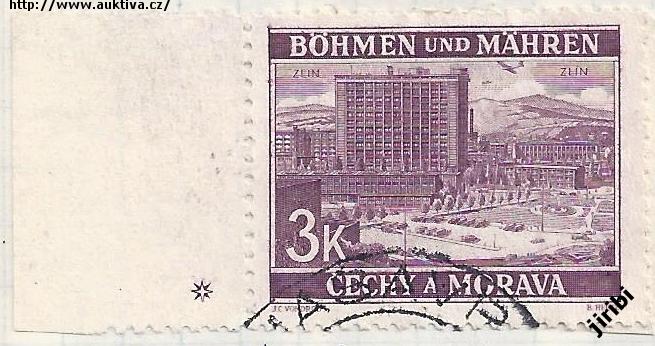 http://www.auktiva.cz/
BÖHMEN UND MÄHREN
ZLIN ZLIN
3K
ČECHY A MORAVA
jiribi